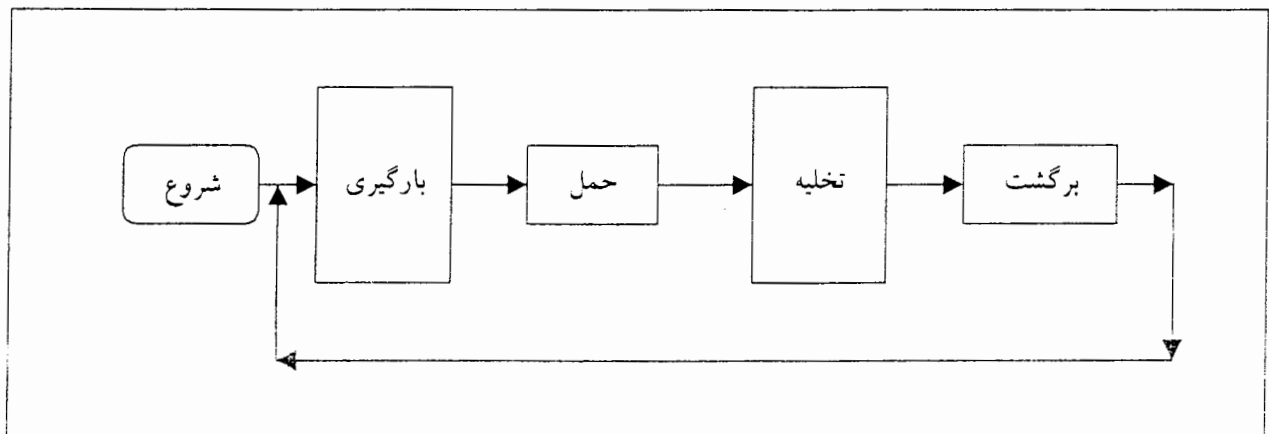 شروع
بارگیری
حمل
تخلیه
برگشت